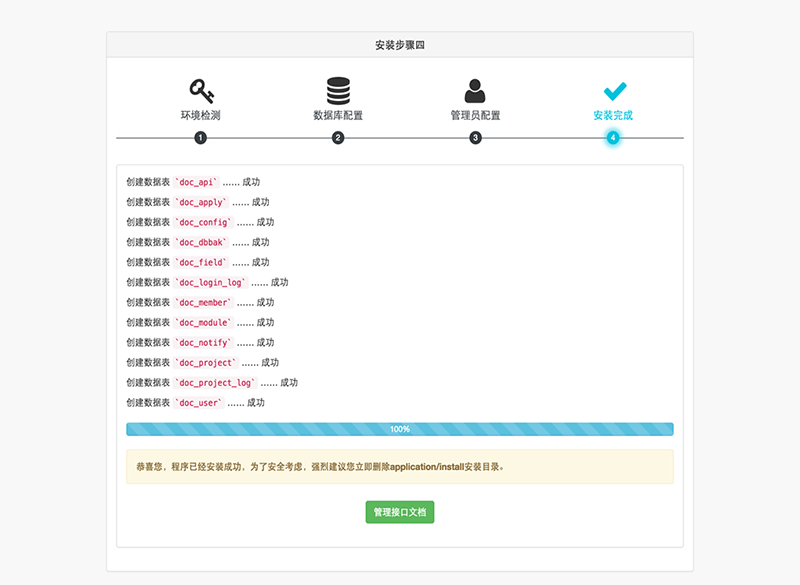 安装步骤四
环境检测
数据库配置
管理员配置
安装完成
1
2
3
4
创建数据表 `doc_api` ...... 成功
创建数据表 `doc_apply` ...... 成功
创建数据表 `doc_config` ...... 成功
创建数据表 `doc_dbbak` ...... 成功
创建数据表 `doc_field` ...... 成功
创建数据表 `doc_login_log` ...... 成功
创建数据表 `doc_member` ...... 成功
创建数据表 `doc_module` ...... 成功
创建数据表 `doc_notify` ...... 成功
创建数据表 `doc_project` ...... 成功
创建数据表 `doc_project_log` ...... 成功
创建数据表 `doc_user` ...... 成功
100%
恭喜您，程序已经安装成功，为了安全考虑，强烈建议您立即删除application/install安装目录。
管理接口文档